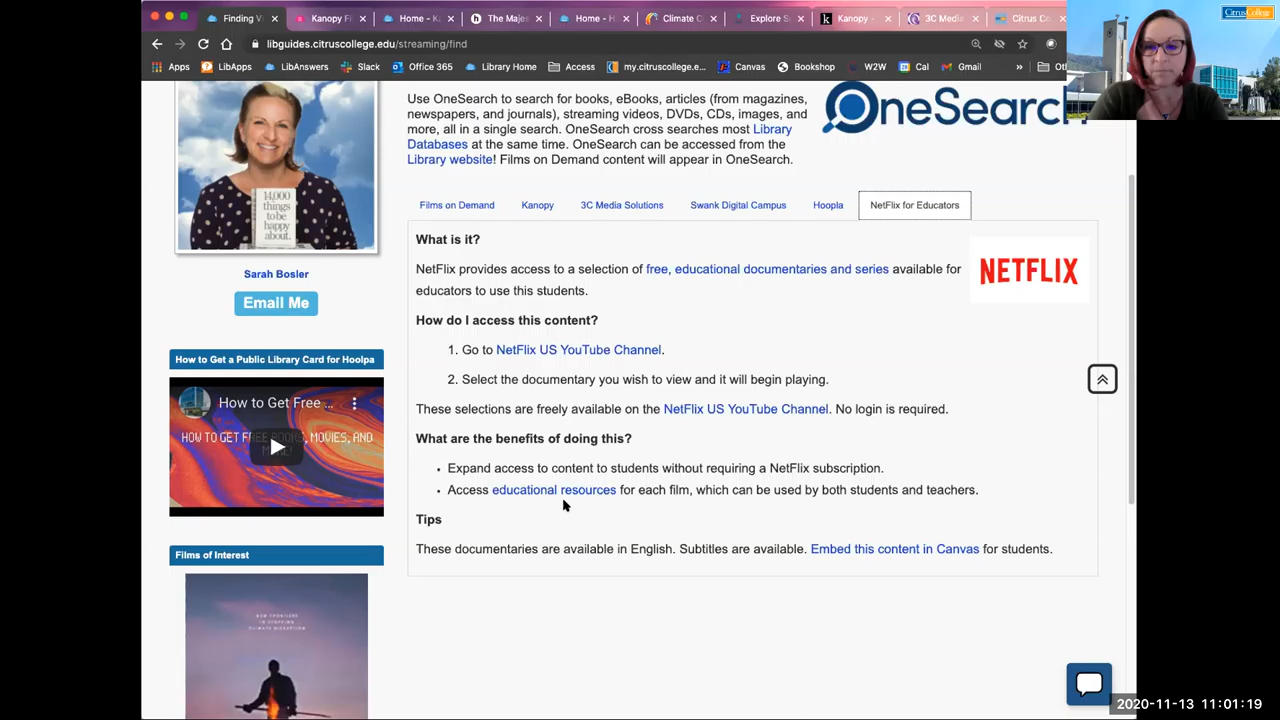 Finding V
Kanopy F
Home - K
The Majes
Home - H
Climate C
Explore S
Kanopy -
3C Media
Citrus Co
CitrusCollege
libguides.citruscollege.edu/streaming/find
Apps LibApps LibAnswers Slack Office 365 Library Home Access my.citruscollege.e... Canvas Bookshop W2W Cal Gmail » Ot
Use OneSearch to search for books, eBooks, articles (from magazines,
newspapers, and journals), streaming videos, DVDs, CDs, images, and
more, all in a single search. OneSearch cross searches most Library
Databases at the same time. OneSearch can be accessed from the
Library website! Films on Demand content will appear in OneSearch.
OneSearch
14,000
things to
be happy
about.
Sarah Bosler
Email Me
How to Get a Public Library Card for Hoolpa
How to Get Free ...
HOW TO GET FREE BOOKS, MOVIES, AND
Films of Interest
Films on Demand Kanopy 3C Media Solutions Swank Digital Campus Hoopla NetFlix for Educators
What is it?
NETFLIX
NetFlix provides access to a selection of free, educational documentaries and series available for
educators to use this students.
How do I access this content?
1. Go to NetFlix US YouTube Channel.
2. Select the documentary you wish to view and it will begin playing.
These selections are freely available on the NetFlix US YouTube Channel. No login is required.
What are the benefits of doing this?
• Expand access to content to students without requiring a NetFlix subscription.
• Access educational resources for each film, which can be used by both students and teachers.
Tips
These documentaries are available in English. Subtitles are available. Embed this content in Canvas for students.
2020-11-13 11:01:19